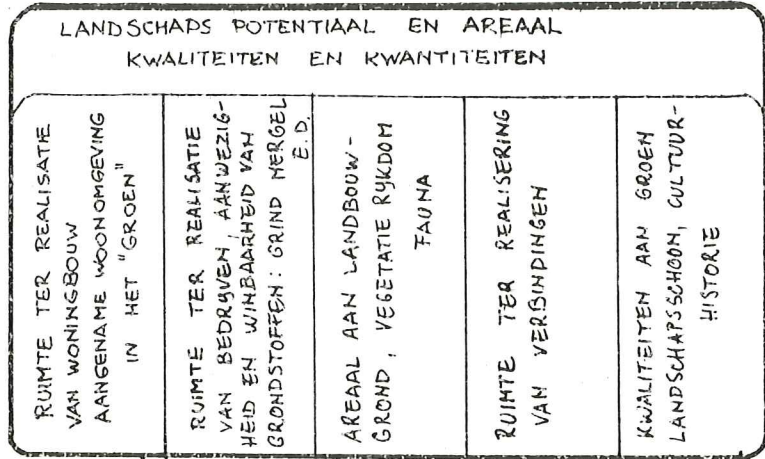 LANDSCHAPS POTENTIAAL EN AREAAL
KWALITEITEN EN KWANTITEITEN
RUIMTE TER REALISATIE
VAN WONINGBOUW
AANGENAME WOONOMGEVING
IN HET "GROEN"
RUIMTE TER REALISATIE
VAN BEDRYVEN, AANWEZIG-
HEID EN WINBAARHEID VAN
GRONDSTOFFEN: GRIND MERGEL
E.D.
AREAAL AAN LANDBOUW-
GROND, VEGETATIE RYKDOM
FAUNA
RUIMTE TER REALISERING
VAN VERBINDINGEN
KWALITEITEN AAN GROEN
LANDSCHAPSSCHOON, CULTUUR-
HISTORIE